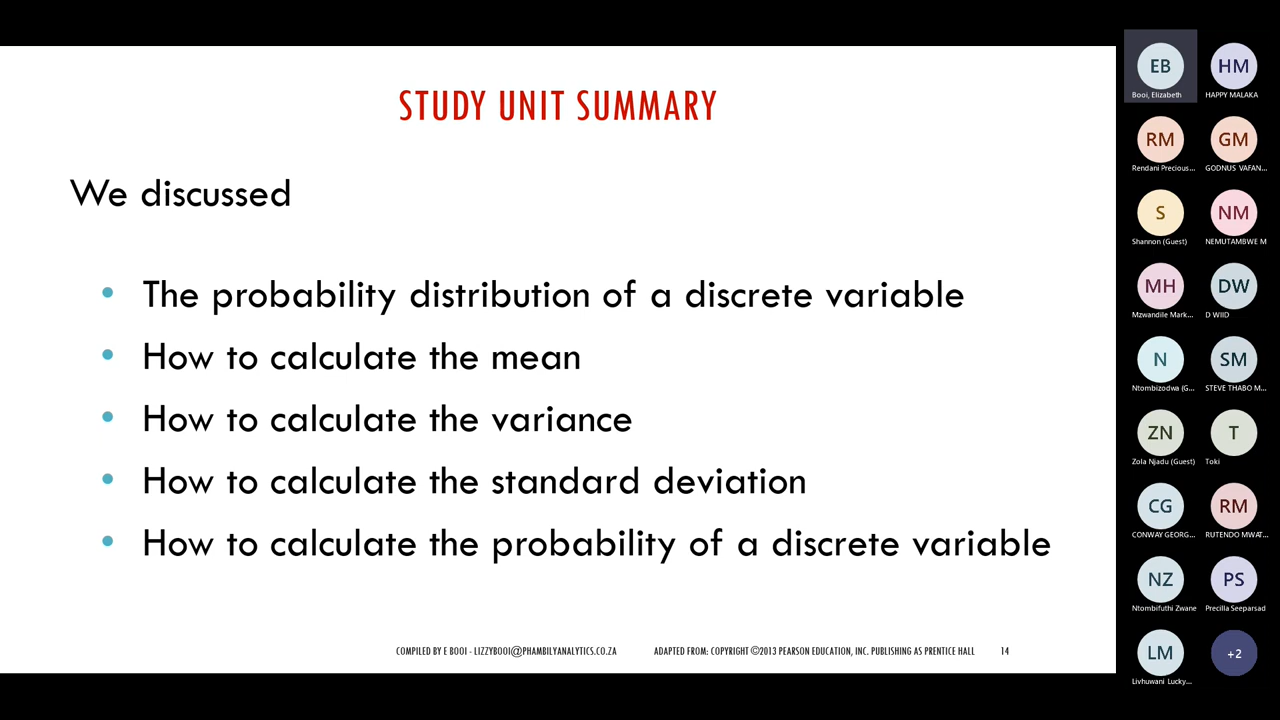 STUDY UNIT SUMMARY
We discussed
• The probability distribution of a discrete variable
• How to calculate the mean
• How to calculate the variance
• How to calculate the standard deviation
• How to calculate the probability of a discrete variable
COMPILED BY E BOOI - LIZZYBOOI@PHAMBILYANALYTICS.CO.ZA
ADAPTED FROM: COPYRIGHT ©2013 PEARSON EDUCATION, INC. PUBLISHING AS PRENTICE HALL
14
EB
Booi, Elizabeth
HM
HAPPY MALAKA
RM
Rendani Precious...
GM
GODNUS VAFAN...
S
Shannon (Guest)
NM
NEMUTAMBWE M
MH
Mzwandile Mark...
DW
D WIID
N
Ntombizodwa (G...
SM
STEVE THABO M...
ZN
Zola Njadu (Guest)
T
Toki
CG
CONWAY GEORG...
RM
RUTENDO MWAT...
NZ
Ntombifuthi Zwane
PS
Precilla Seeparsad
LM
Livhuwani Lucky...
+2